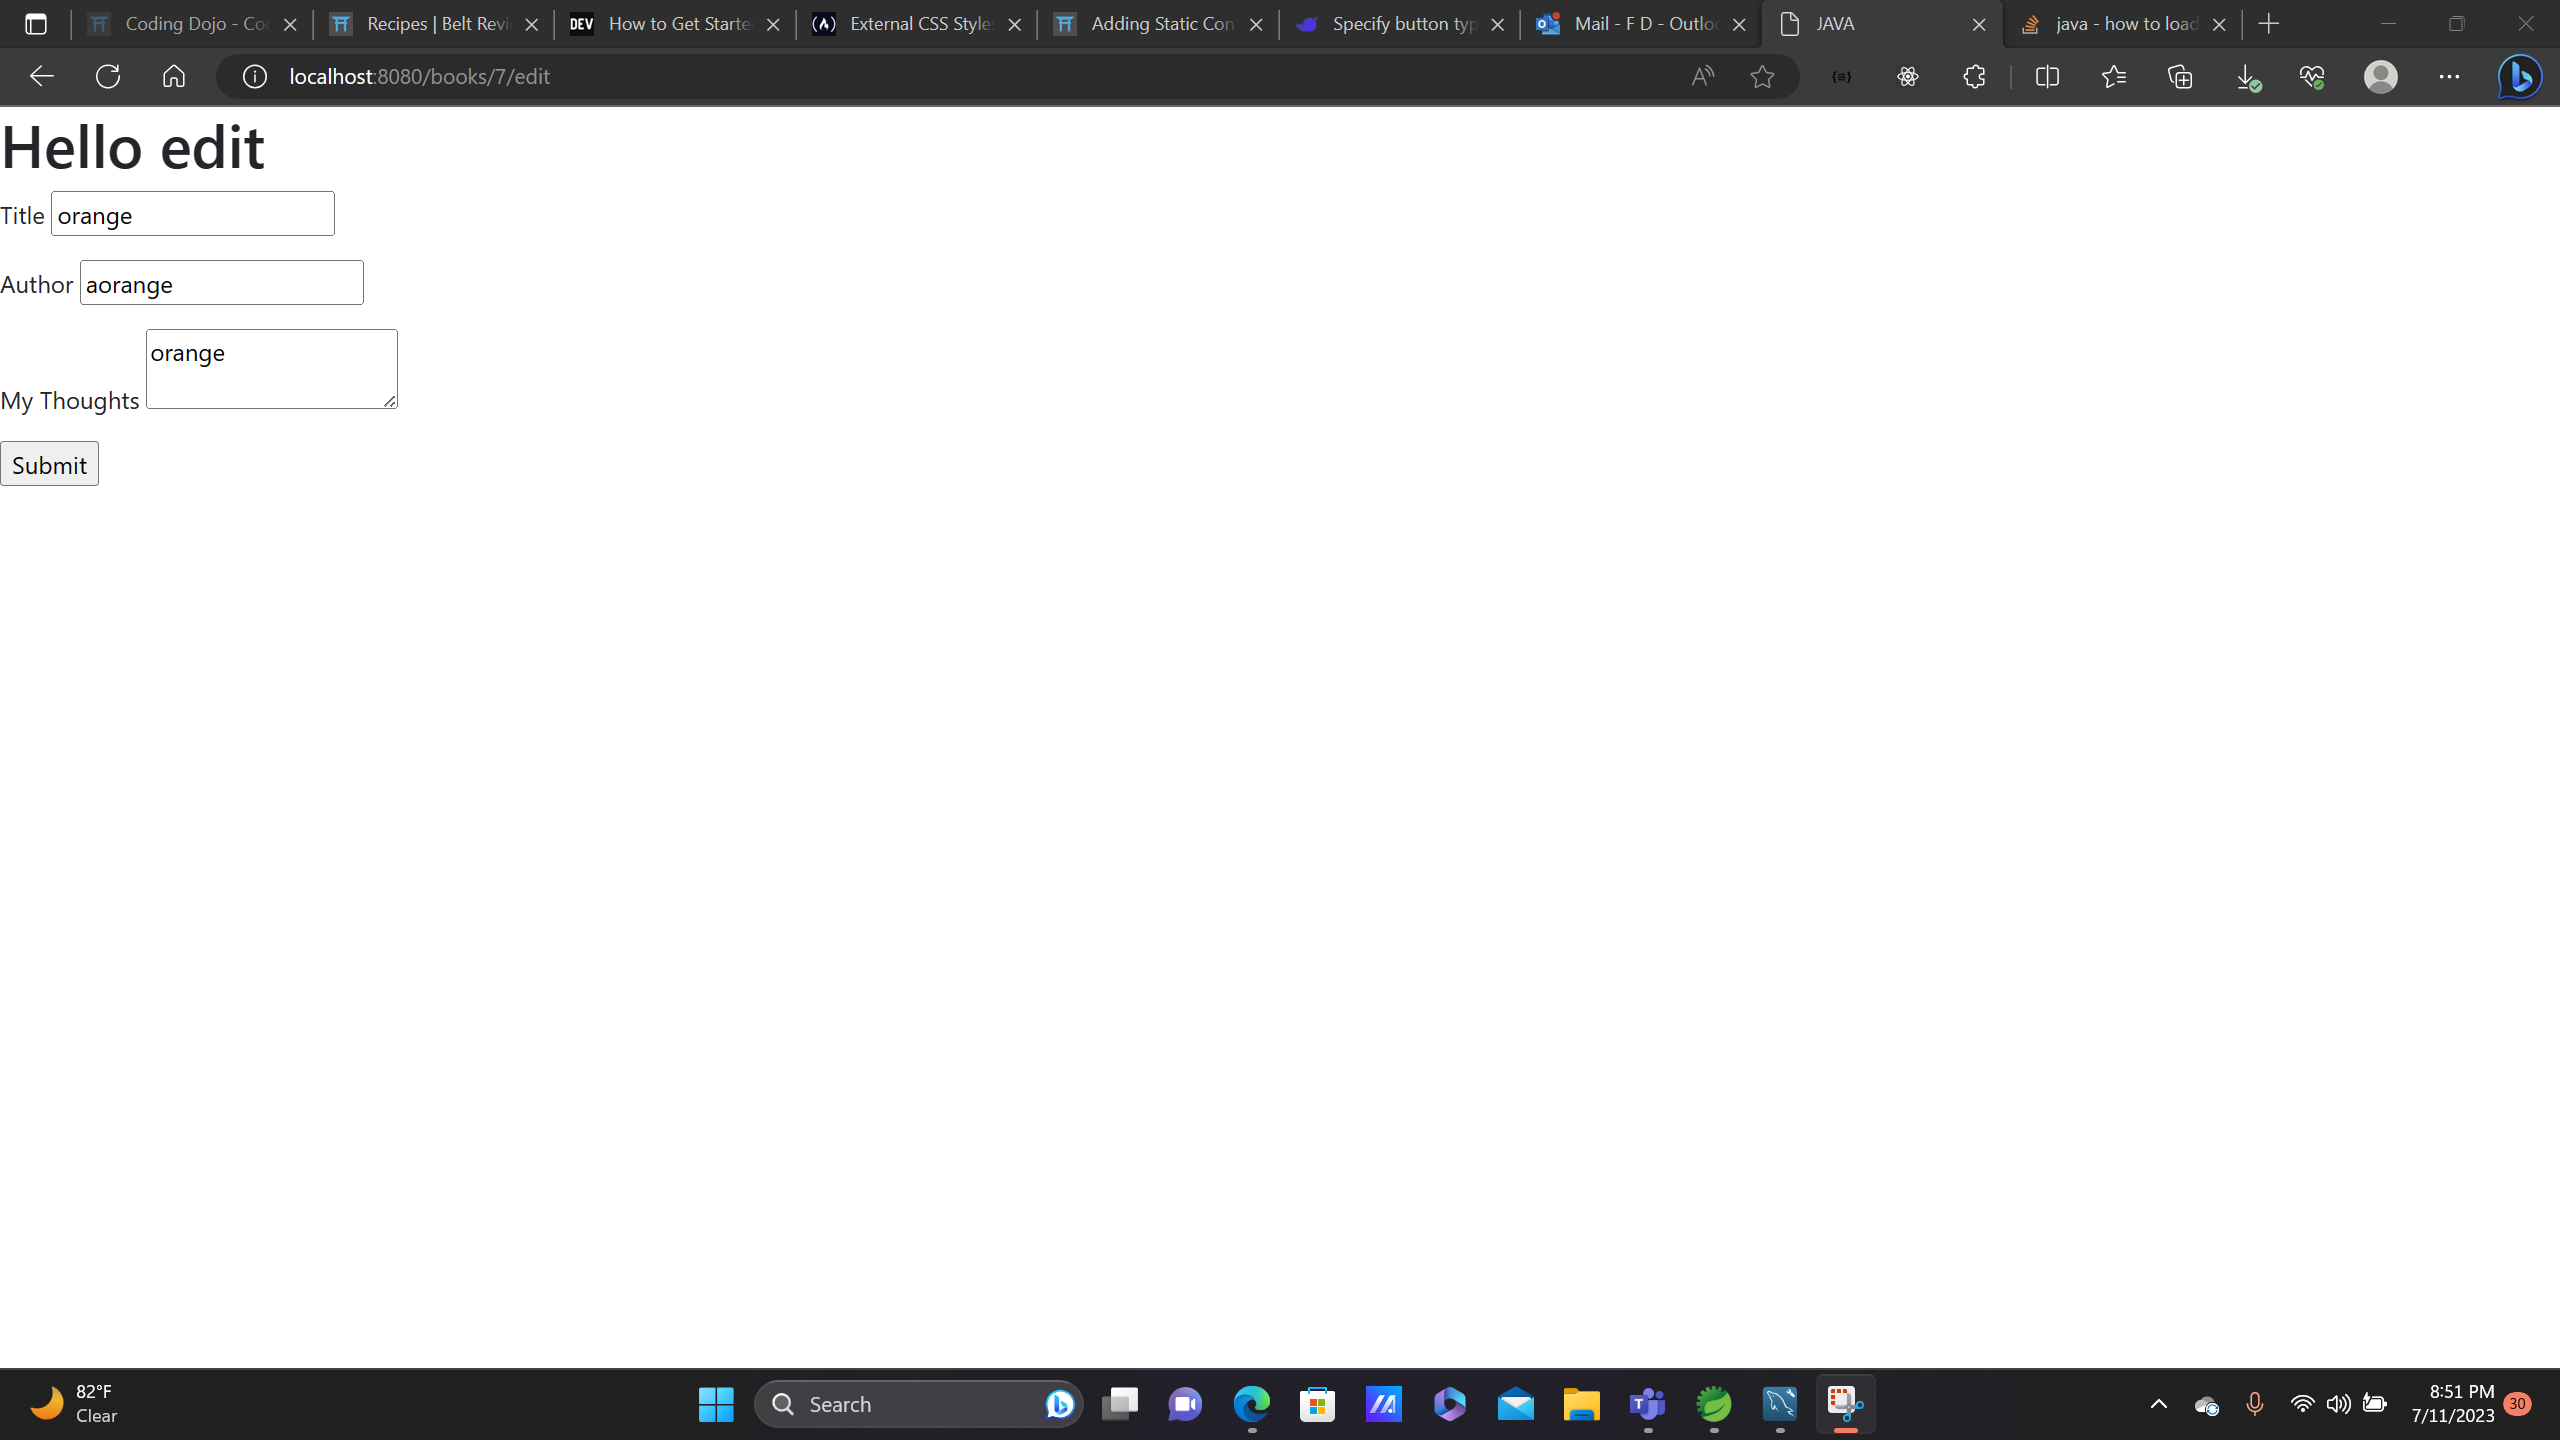 Coding Dojo - Co
Recipes | Belt Revi
DEV
How to Get Starte
External CSS Style
Adding Static Con
Specify button typ
Mail - F D - Outloo
JAVA
java - how to load
localhost:8080/books/7/edit
Hello edit
Title orange
Author aorange
My Thoughts orange
Submit
82°F
Clear
Search
8:51 PM
7/11/2023
30